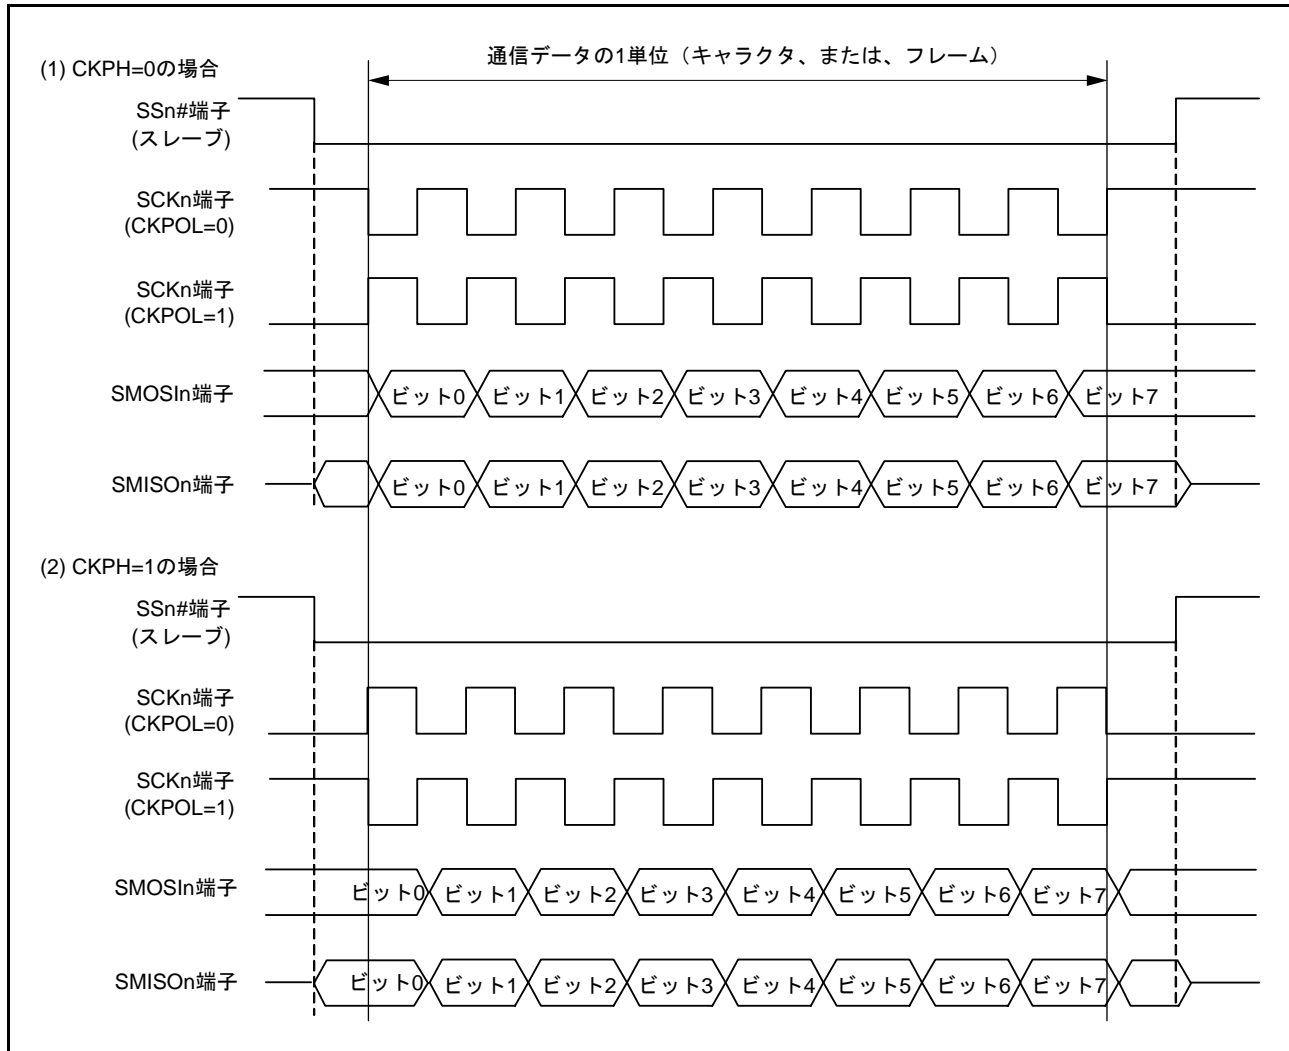 通信データの1単位（キャラクタ、または、フレーム）
(1) CKPH=0の場合
SSn#端子
(スレーブ)
SCKn端子
(CKPOL=0)
SCKn端子
(CKPOL=1)
SMOSIn端子
ビット0 ビット1 ビット2 ビット3 ビット4 ビット5 ビット6 ビット7
SMISOn端子
ビット0 ビット1 ビット2 ビット3 ビット4 ビット5 ビット6 ビット7
(2) CKPH=1の場合
SSn#端子
(スレーブ)
SCKn端子
(CKPOL=0)
SCKn端子
(CKPOL=1)
SMOSIn端子
ビット0 ビット1 ビット2 ビット3 ビット4 ビット5 ビット6 ビット7
SMISOn端子
ビット0 ビット1 ビット2 ビット3 ビット4 ビット5 ビット6 ビット7